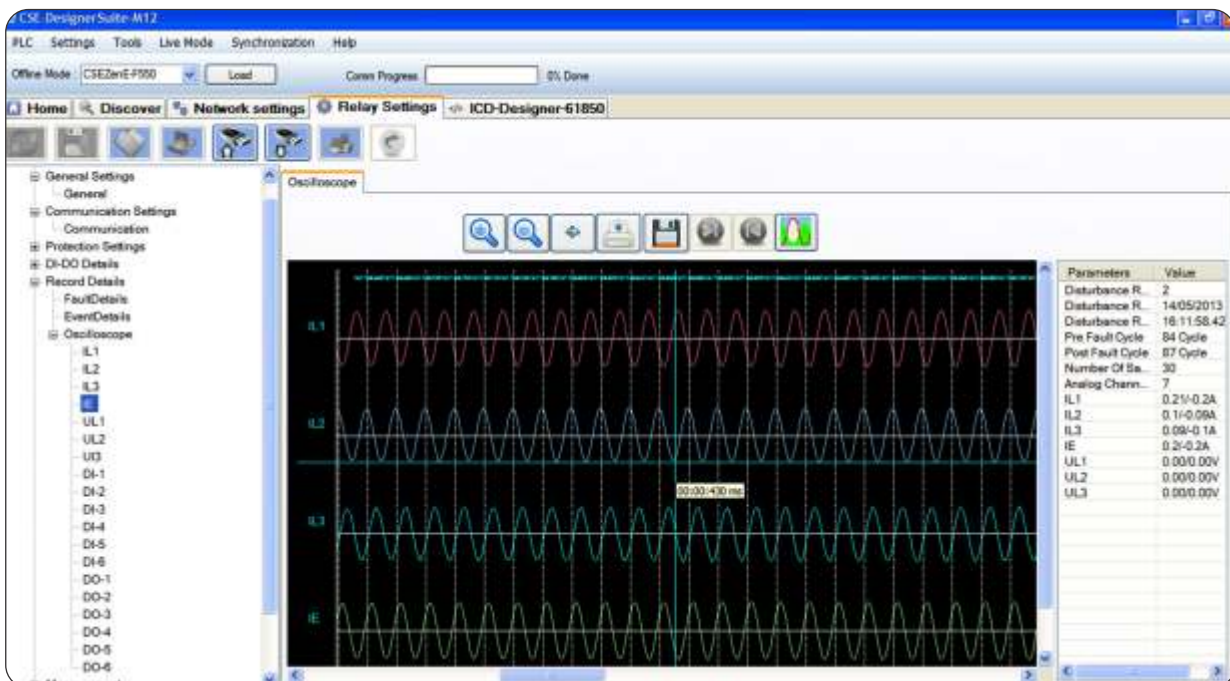 CSE-DesignerSuite-M12
PLC Settings Tools Live Mode Synchronization Help
Offline Mode : CSEZenE-F550 Load Comm Progress 0% Done
Home Discover Network settings Relay Settings ICD-Designer-61850
General Settings
General
Communication Settings
Communication
Protection Settings
DI-DO Details
Record Details
FaultDetails
EventDetails
Oscilloscope
IL1
IL2
IL3
IE
UL1
UL2
Ul3
DI-1
DI-2
DI-3
DI-4
DI-5
DI-6
DO-1
DO-2
DO-3
DO-4
DO-5
DO-6
Oscilloscope
IL1
IL2
00:00:430 ms
IL3
IE
Parameters Value
Disturbance R... 2
Disturbance R... 14/05/2013
Disturbance R... 16:11:58.42
Pre Fault Cycle 84 Cycle
Post Fault Cycle 87 Cycle
Number Of Sa... 30
Analog Chann... 7
IL1 0.21/-0.2A
IL2 0.1/-0.09A
IL3 0.09/-0.1A
IE 0.2/-0.2A
UL1 0.00/0.00V
UL2 0.00/0.00V
UL3 0.00/0.00V